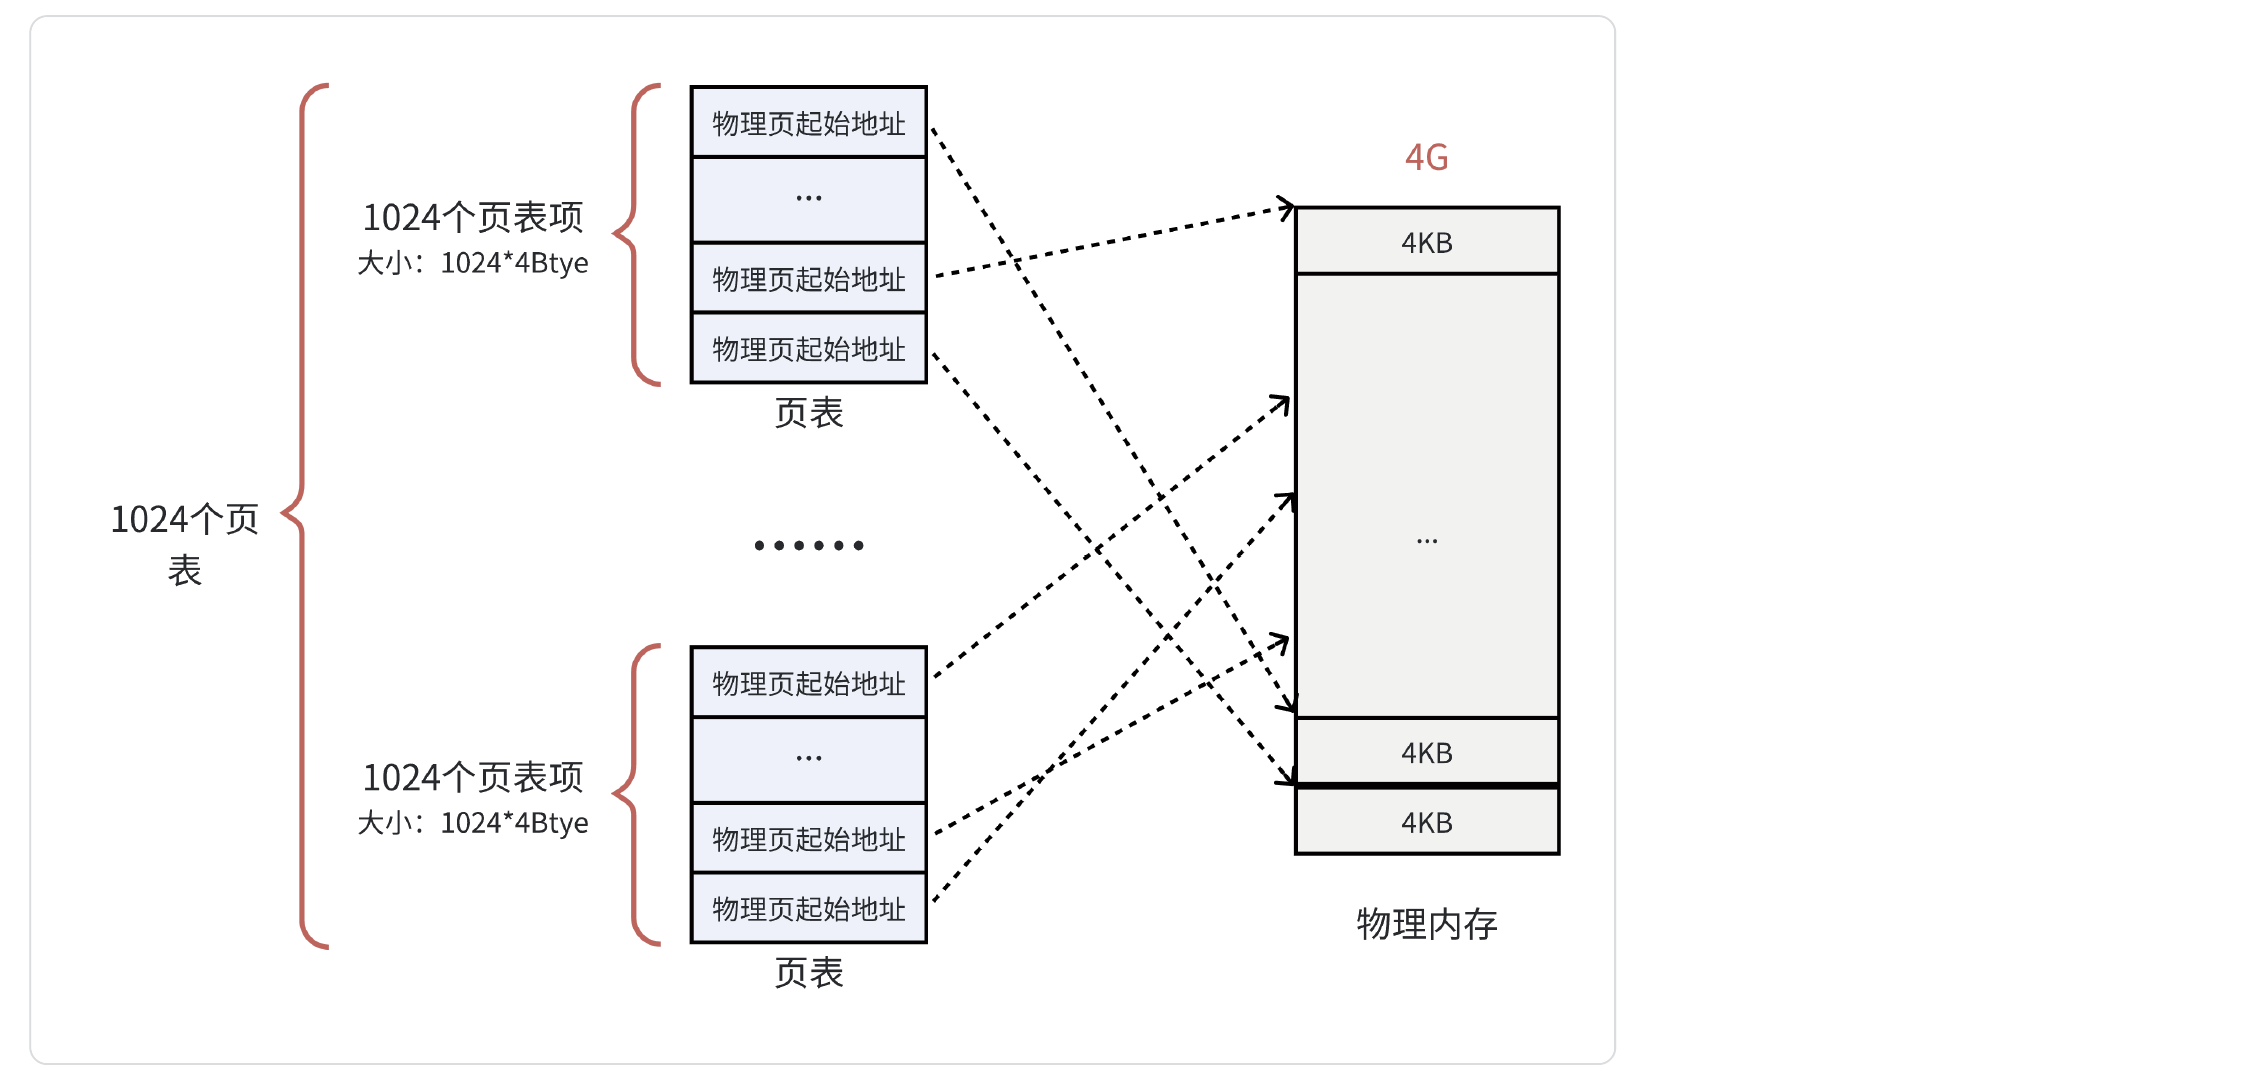 物理页起始地址
...
物理页起始地址
物理页起始地址
页表
1024个页表项
大小：1024*4Btye
1024个页
表
......
物理页起始地址
...
物理页起始地址
物理页起始地址
页表
1024个页表项
大小：1024*4Btye
4G
4KB
...
4KB
4KB
物理内存